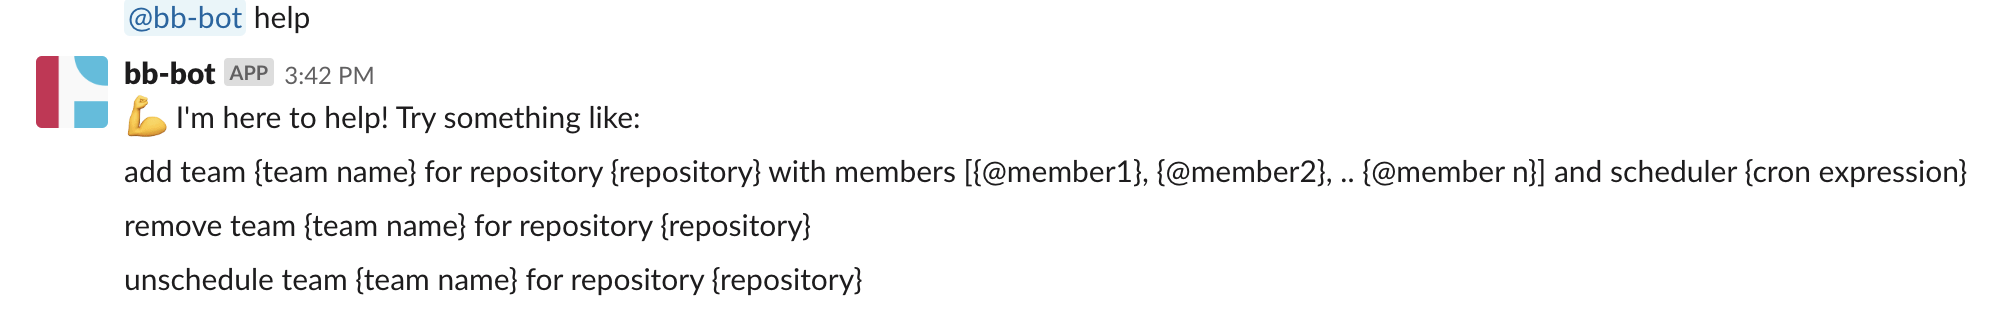 @bb-bot help
bb-bot APP 3:42 PM
💪 I'm here to help! Try something like:
add team {team name} for repository {repository} with members [{@member1}, {@member2}, .. {@member n}] and scheduler {cron expression}
remove team {team name} for repository {repository}
unschedule team {team name} for repository {repository}